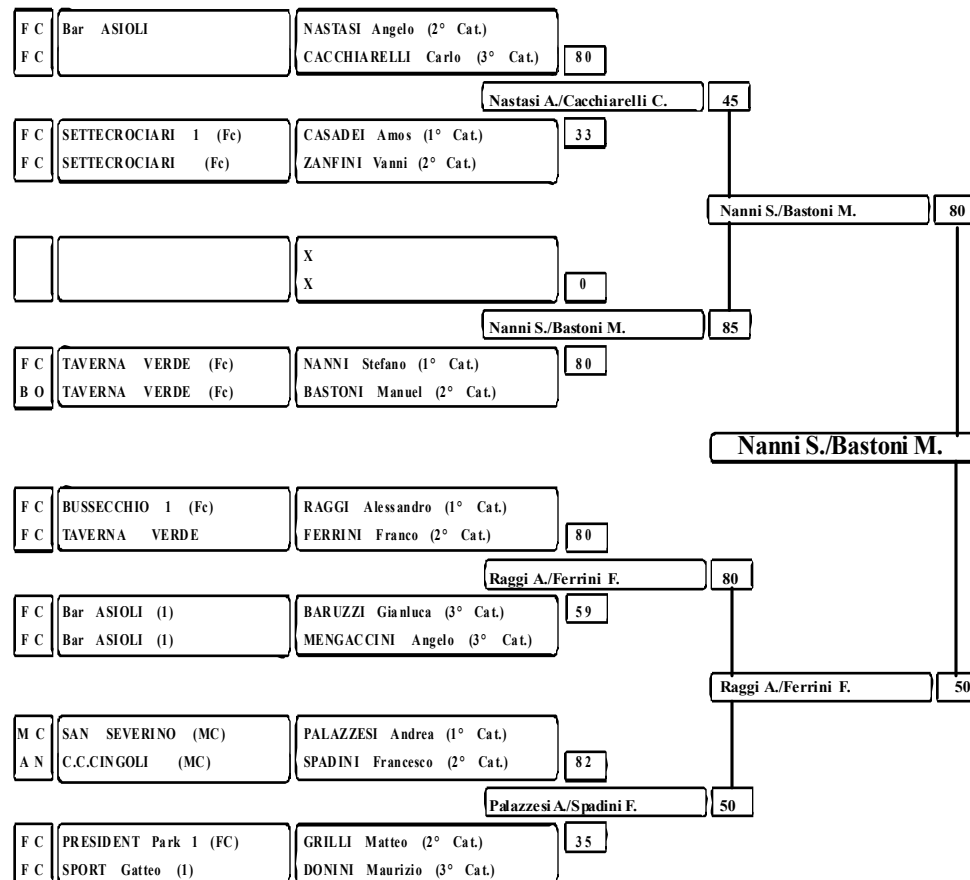 F C Bar ASIOLI NASTASI Angelo (2° Cat.)
F C CACCHIARELLI Carlo (3° Cat.) 80
Nastasi A./Cacchiarelli C. 45
F C SETTECROCIARI 1 (Fc) CASADEI Amos (1° Cat.) 33
F C SETTECROCIARI (Fc) ZANFINI Vanni (2° Cat.)
Nanni S./Bastoni M. 80
X
X 0
Nanni S./Bastoni M. 85
F C TAVERNA VERDE (Fc) NANNI Stefano (1° Cat.) 80
B O TAVERNA VERDE (Fc) BASTONI Manuel (2° Cat.)
Nanni S./Bastoni M.
F C BUSSECCHIO 1 (Fc) RAGGI Alessandro (1° Cat.)
F C TAVERNA VERDE FERRINI Franco (2° Cat.) 80
Raggi A./Ferrini F. 80
F C Bar ASIOLI (1) BARUZZI Gianluca (3° Cat.) 59
F C Bar ASIOLI (1) MENGACCINI Angelo (3° Cat.)
Raggi A./Ferrini F. 50
M C SAN SEVERINO (MC) PALAZZESI Andrea (1° Cat.)
A N C.C.CINGOLI (MC) SPADINI Francesco (2° Cat.) 82
Palazzesi A./Spadini F. 50
F C PRESIDENT Park 1 (FC) GRILLI Matteo (2° Cat.) 35
F C SPORT Gatteo (1) DONINI Maurizio (3° Cat.)